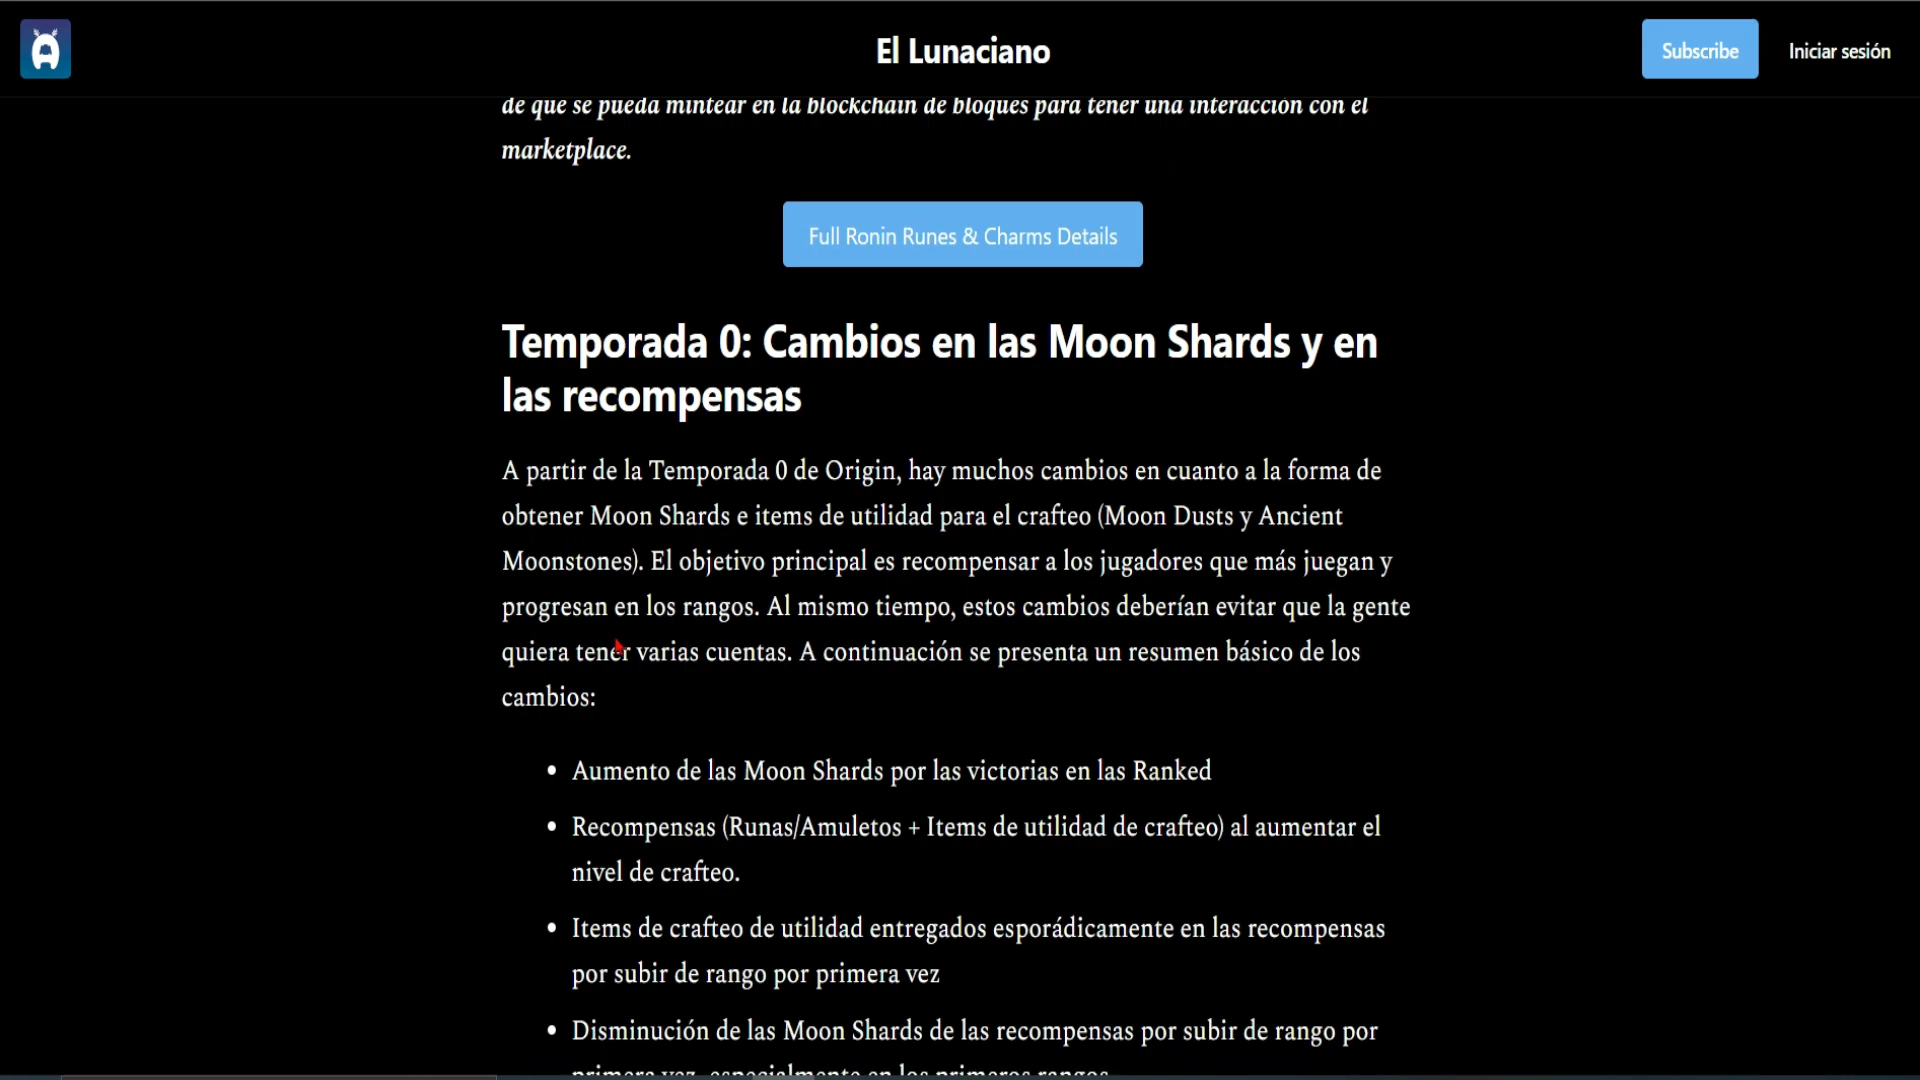 El Lunaciano
Subscribe
Iniciar sesión
de que se pueda mintear en la blockchain de bloques para tener una interacción con el
marketplace.
Full Ronin Runes & Charms Details
Temporada 0: Cambios en las Moon Shards y en
las recompensas
A partir de la Temporada 0 de Origin, hay muchos cambios en cuanto a la forma de
obtener Moon Shards e items de utilidad para el crafteo (Moon Dusts y Ancient
Moonstones). El objetivo principal es recompensar a los jugadores que más juegan y
progresan en los rangos. Al mismo tiempo, estos cambios deberían evitar que la gente
quiera tener varias cuentas. A continuación se presenta un resumen básico de los
cambios:
• Aumento de las Moon Shards por las victorias en las Ranked
• Recompensas (Runas/Amuletos + Items de utilidad de crafteo) al aumentar el
nivel de crafteo.
• Items de crafteo de utilidad entregados esporádicamente en las recompensas
por subir de rango por primera vez
• Disminución de las Moon Shards de las recompensas por subir de rango por
primera vez, especialmente en los primeros rangos